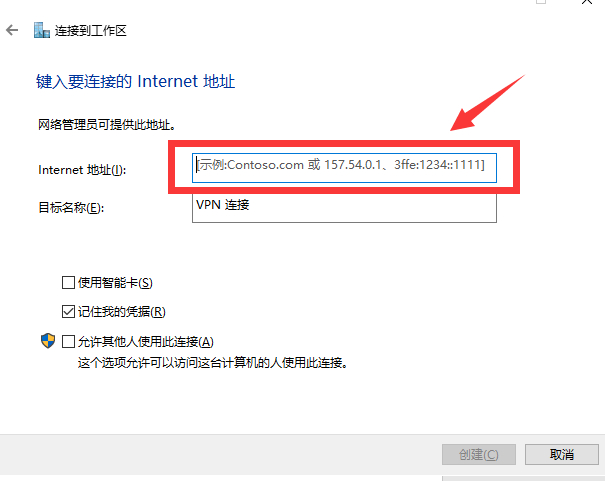 连接到工作区
键入要连接的 Internet 地址
网络管理员可提供此地址。
Internet 地址(I):
[示例:Contoso.com 或 157.54.0.1、3ffe:1234::1111]
目标名称(E):
VPN 连接
使用智能卡(S)
记住我的凭据(R)
允许其他人使用此连接(A)
这个选项允许可以访问这台计算机的人使用此连接。
创建(C)
取消